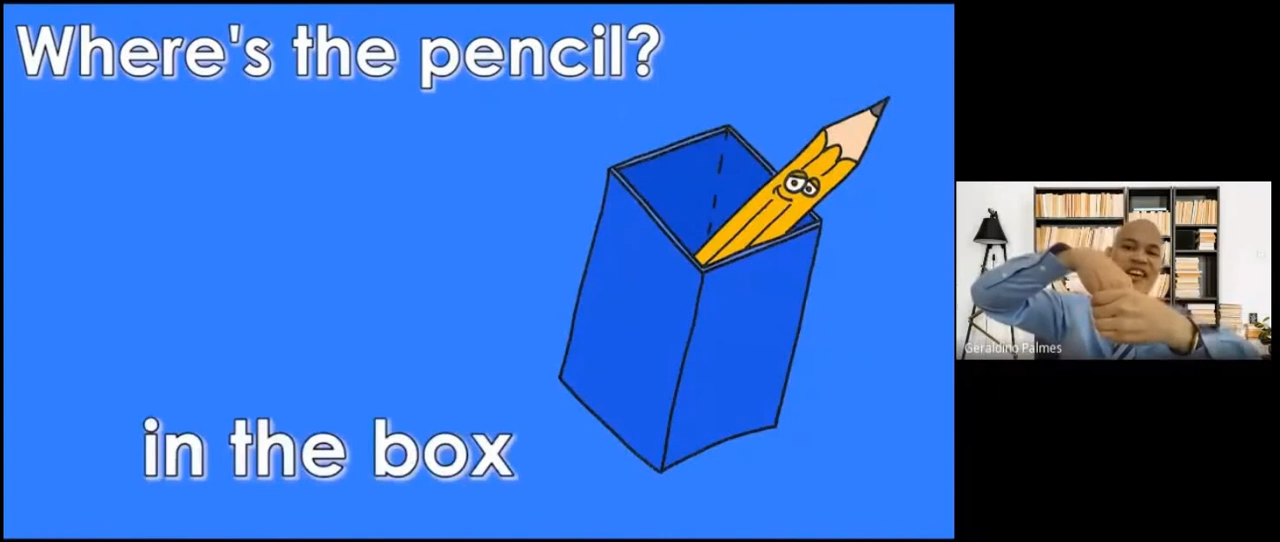 Where's the pencil?
in the box
Geraldino Palmes